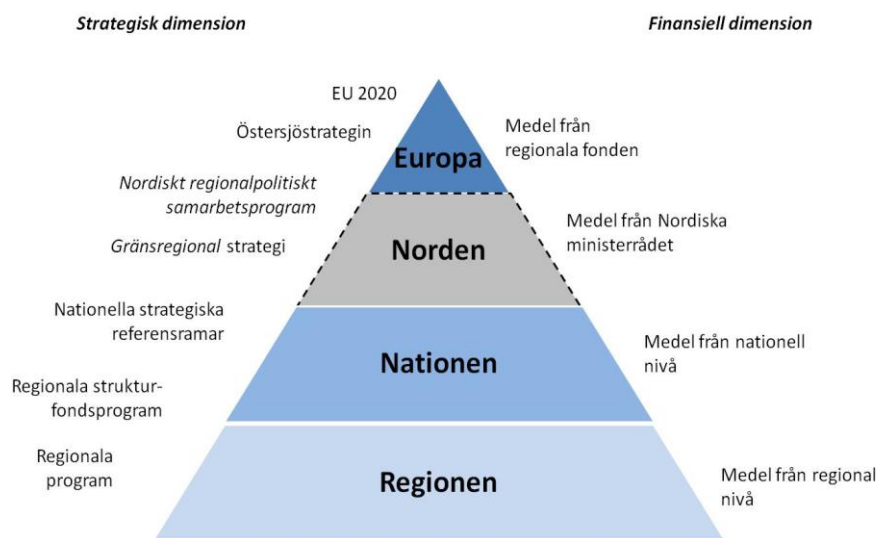 Strategisk dimension
Finansiell dimension
EU 2020
Östersjöstrategin
Medel från
regionala fonden
Europa
Nordiskt regionalpolitiskt
samarbetsprogram
Gränsregional strategi
Norden
Medel från Nordiska
ministerrådet
Nationella strategiska
referensramar
Nationen
Medel från nationell
nivå
Regionala struktur-
fondsprogram
Regionala
program
Regionen
Medel från regional
nivå